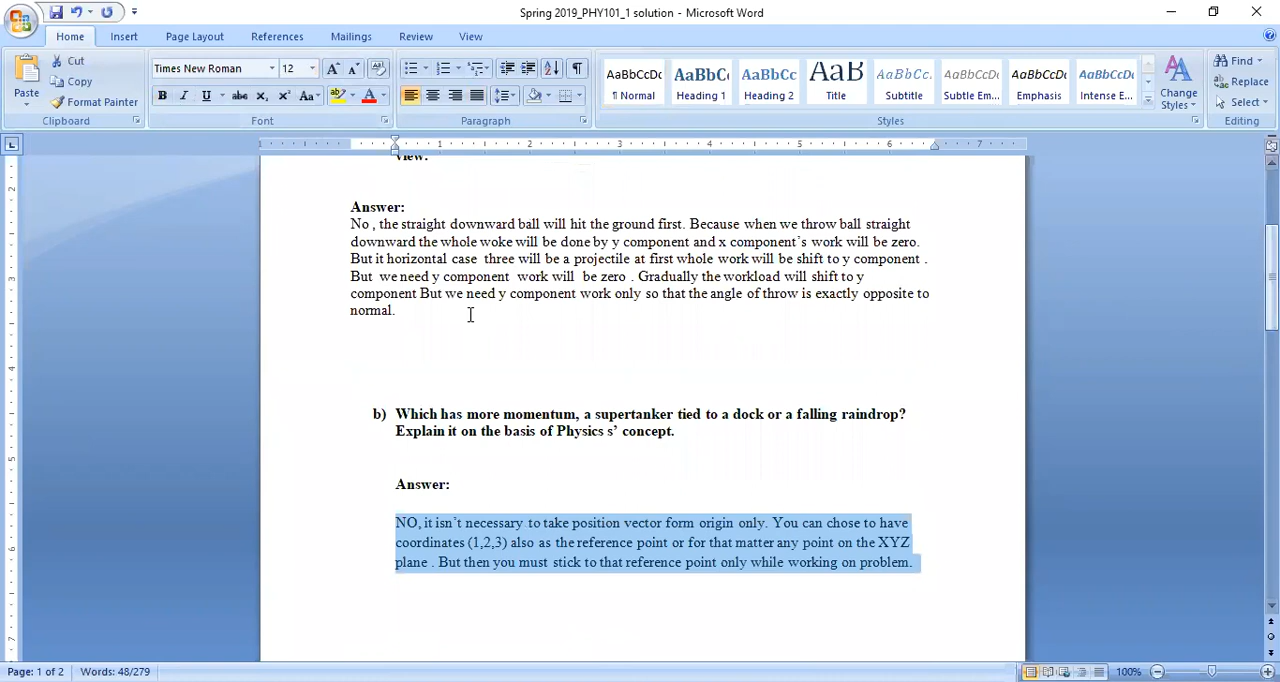 Spring 2019_PHY101_1 solution - Microsoft Word
Home Insert Page Layout References Mailings Review View
Paste
Cut
Copy
Format Painter
Clipboard
Times New Roman 12
Font
Paragraph
AaBbCcDc AaBbC AaBbCc AaB AaBbCc. AaBbCcDc AaBbCcDc AaBbCcDc
¶ Normal Heading 1 Heading 2 Title Subtitle Subtle Em... Emphasis Intense E...
Change Styles
Styles
Find
Replace
Select
Editing
view.
Answer:
No , the straight downward ball will hit the ground first. Because when we throw ball straight
downward the whole woke will be done by y component and x component’s work will be zero.
But it horizontal case three will be a projectile at first whole work will be shift to y component .
But we need y component work will be zero . Gradually the workload will shift to y
component But we need y component work only so that the angle of throw is exactly opposite to
normal.
b) Which has more momentum, a supertanker tied to a dock or a falling raindrop?
Explain it on the basis of Physics s’ concept.
Answer:
NO, it isn’t necessary to take position vector form origin only. You can chose to have
coordinates (1,2,3) also as the reference point or for that matter any point on the XYZ
plane . But then you must stick to that reference point only while working on problem.
Page: 1 of 2 Words: 48/279 100%